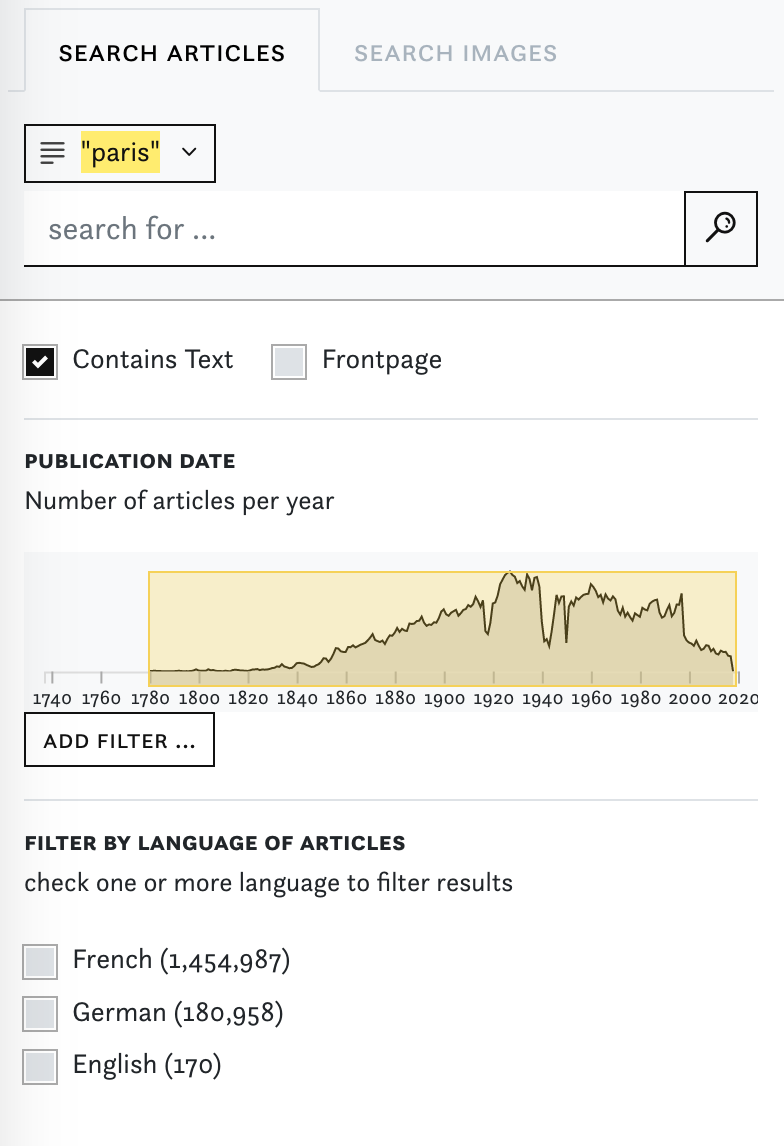 SEARCH ARTICLES SEARCH IMAGES
"paris"
search for ...
Contains Text Frontpage
PUBLICATION DATE
Number of articles per year
1740 1760 1780 1800 1820 1840 1860 1880 1900 1920 1940 1960 1980 2000 2020
ADD FILTER ...
FILTER BY LANGUAGE OF ARTICLES
check one or more language to filter results
French (1,454,987)
German (180,958)
English (170)